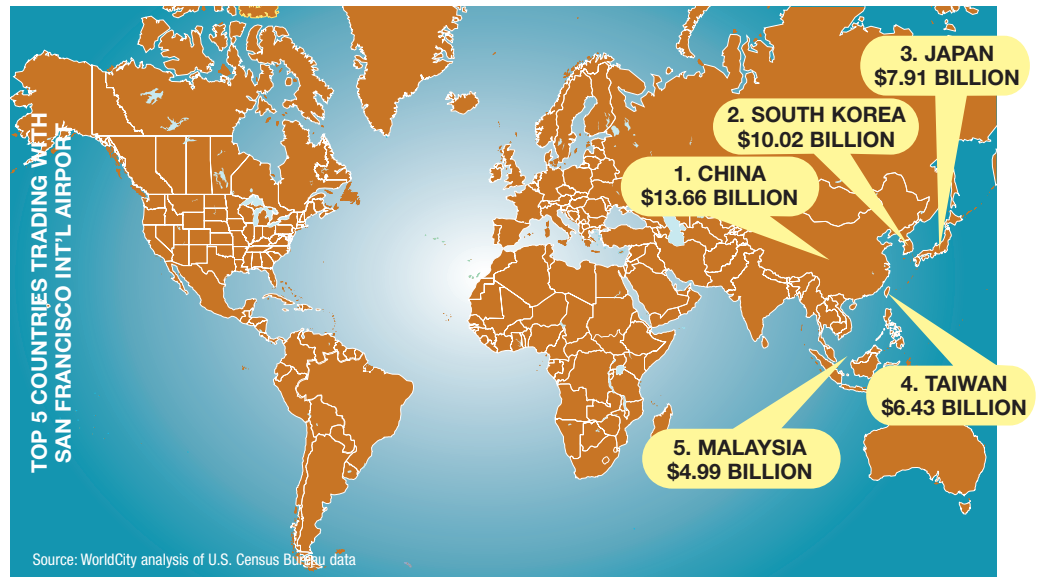 TOP 5 COUNTRIES TRADING WITH
SAN FRANCISCO INT'L AIRPORT
3. JAPAN
$7.91 BILLION
2. SOUTH KOREA
$10.02 BILLION
1. CHINA
$13.66 BILLION
4. TAIWAN
$6.43 BILLION
5. MALAYSIA
$4.99 BILLION
Source: WorldCity analysis of U.S. Census Bureau data